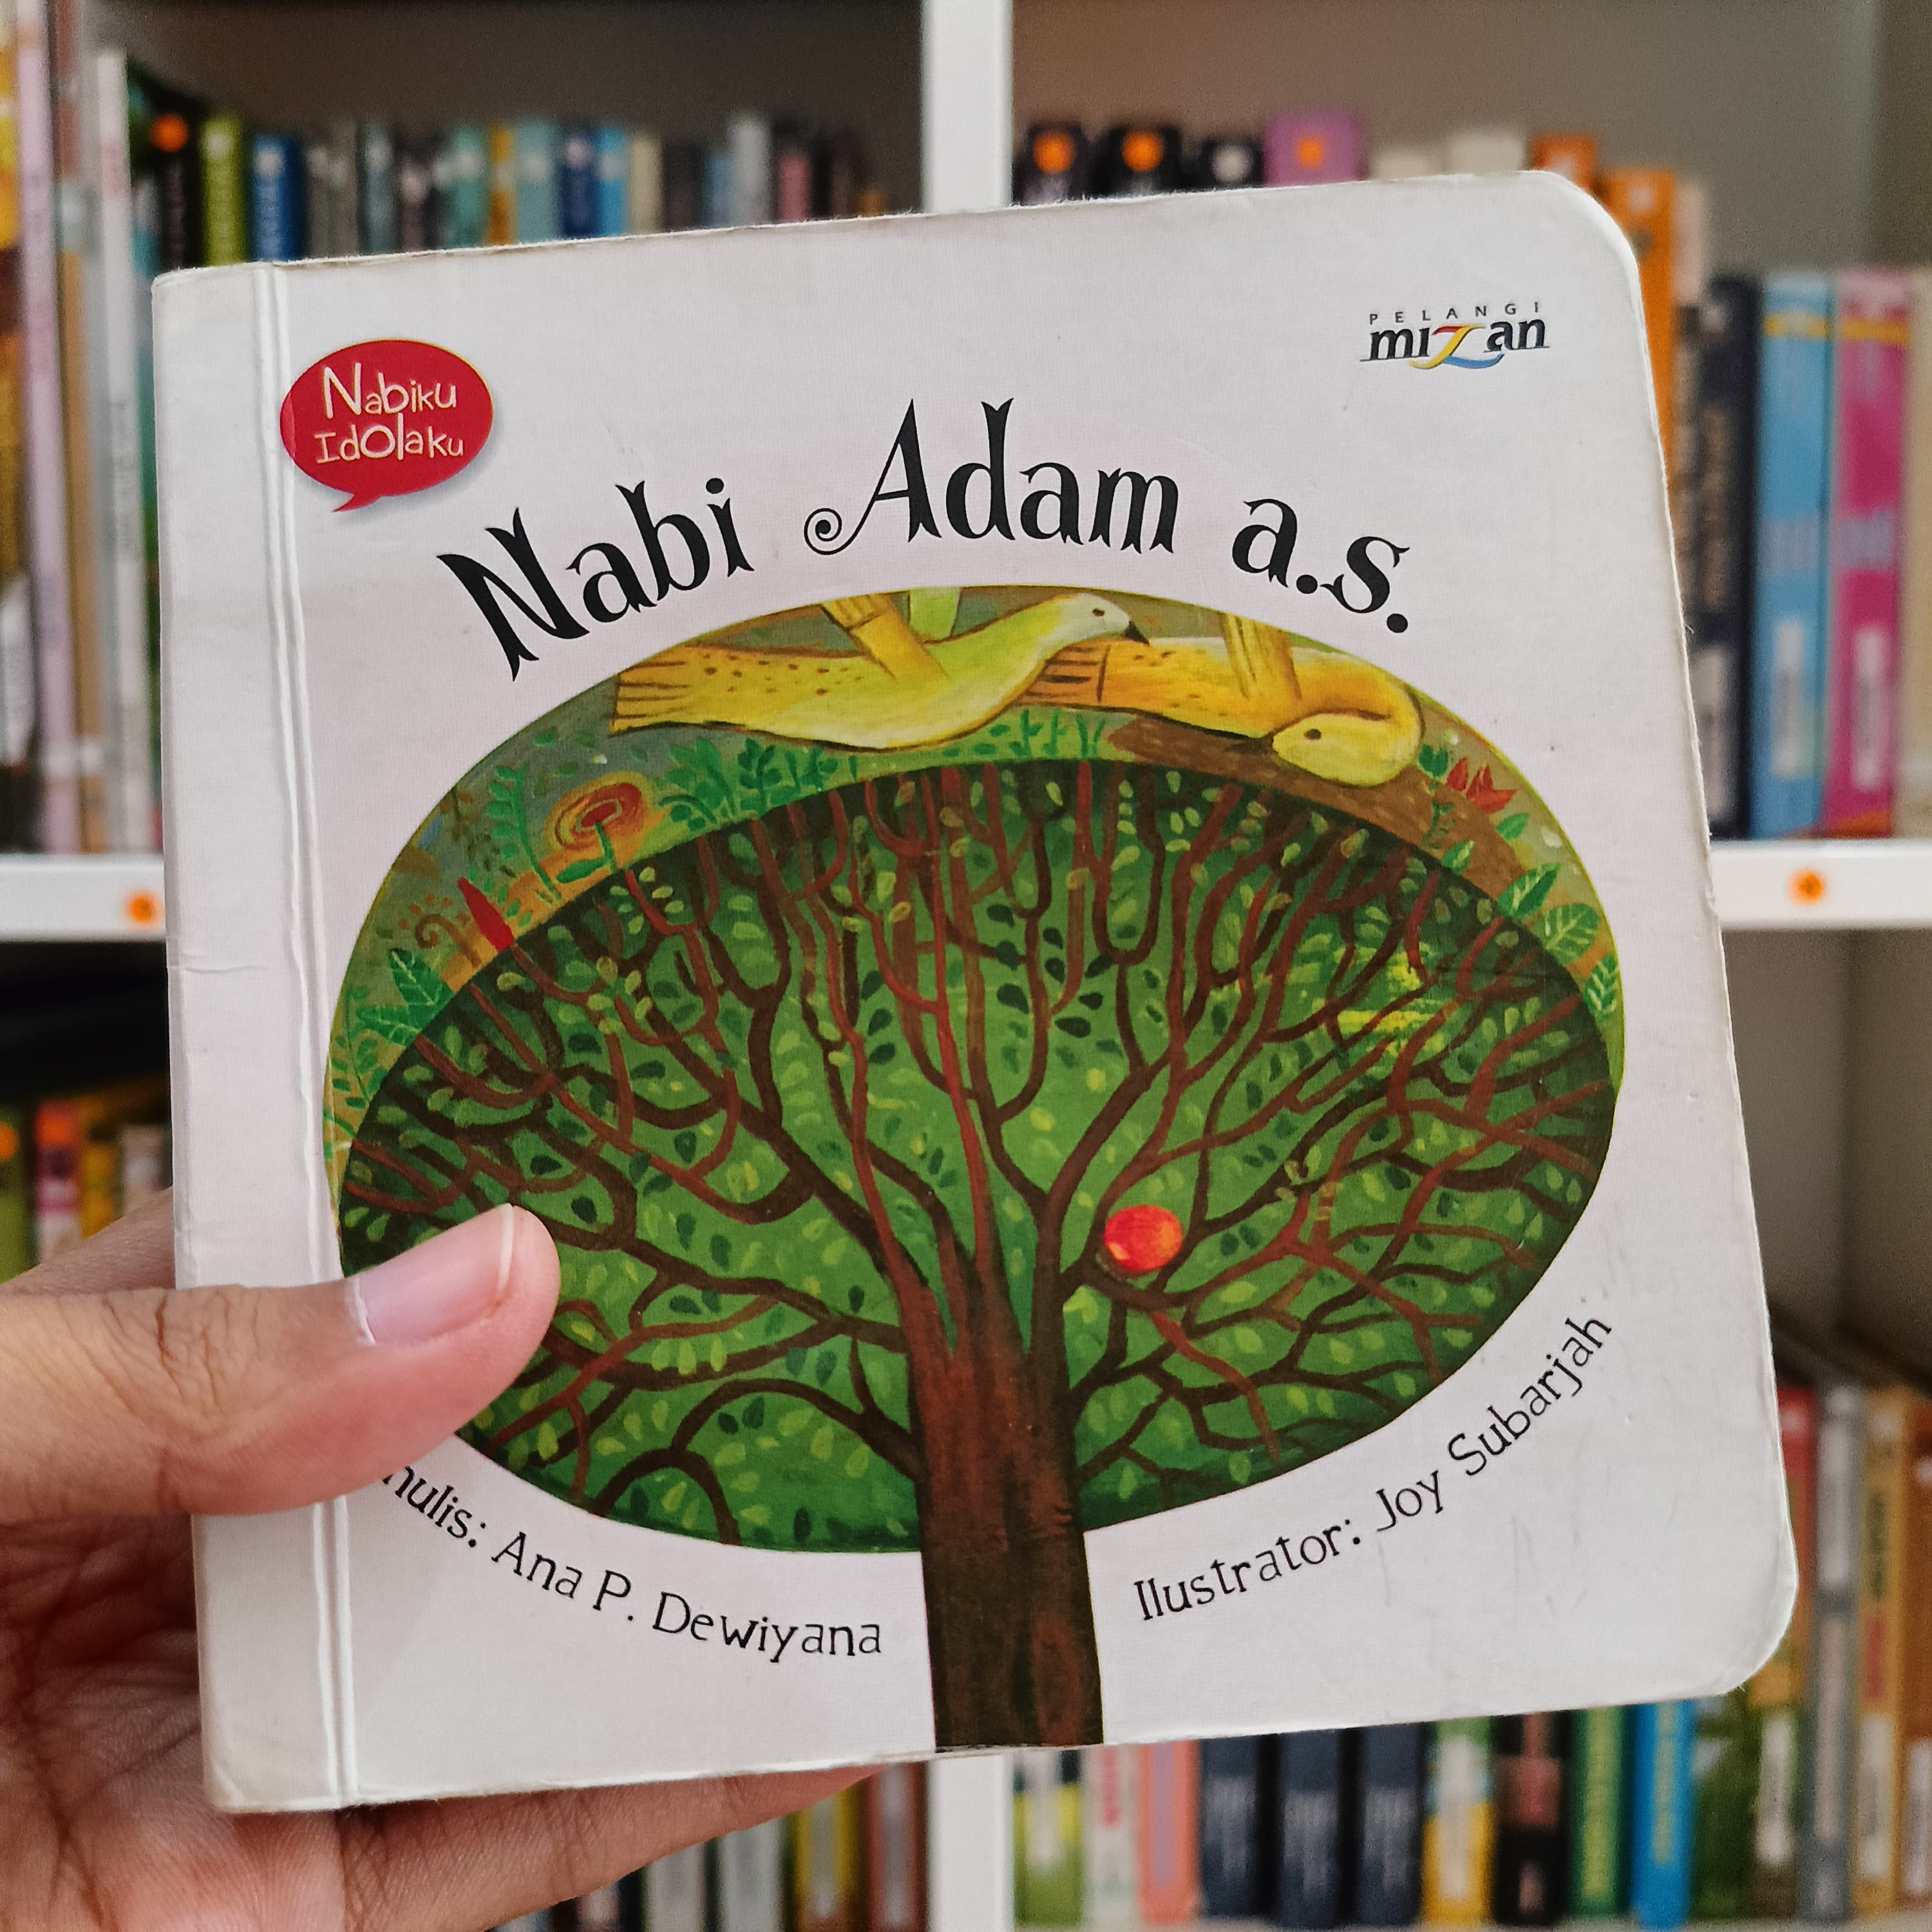 PELANGI
mizan
Nabiku
Idolaku
Nabi Adam a.s.
nulis: Ana P. Dewiyana
Ilustrator: Joy Subarjah